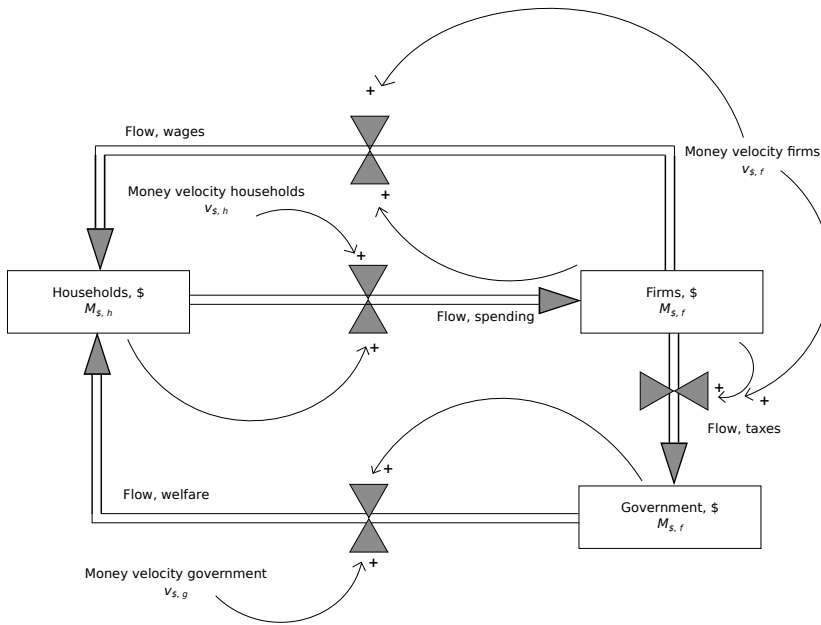 +
Flow, wages
Money velocity firms
v$, f
Money velocity households
v$, h
+
+
Households, $
M$, h
Firms, $
M$, f
Flow, spending
+
+
+
Flow, taxes
+
Flow, welfare
Government, $
M$, f
+
Money velocity government
v$, g